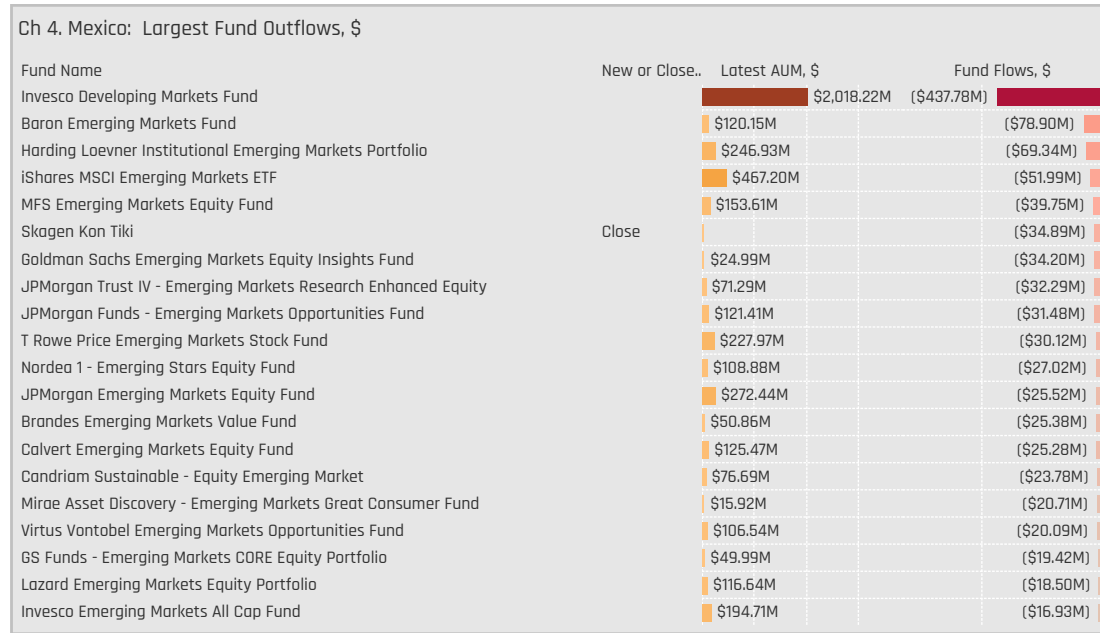 Ch 4. Mexico: Largest Fund Outflows, $
Fund Name New or Close.. Latest AUM, $ Fund Flows, $
Invesco Developing Markets Fund $2,018.22M ($437.78M)
Baron Emerging Markets Fund $120.15M ($78.90M)
Harding Loevner Institutional Emerging Markets Portfolio $246.93M ($69.34M)
iShares MSCI Emerging Markets ETF $467.20M ($51.99M)
MFS Emerging Markets Equity Fund $153.61M ($39.75M)
Skagen Kon Tiki Close ($34.89M)
Goldman Sachs Emerging Markets Equity Insights Fund $24.99M ($34.20M)
JPMorgan Trust IV - Emerging Markets Research Enhanced Equity $71.29M ($32.29M)
JPMorgan Funds - Emerging Markets Opportunities Fund $121.41M ($31.48M)
T Rowe Price Emerging Markets Stock Fund $227.97M ($30.12M)
Nordea 1 - Emerging Stars Equity Fund $108.88M ($27.02M)
JPMorgan Emerging Markets Equity Fund $272.44M ($25.52M)
Brandes Emerging Markets Value Fund $50.86M ($25.38M)
Calvert Emerging Markets Equity Fund $125.47M ($25.28M)
Candriam Sustainable - Equity Emerging Market $76.69M ($23.78M)
Mirae Asset Discovery - Emerging Markets Great Consumer Fund $15.92M ($20.71M)
Virtus Vontobel Emerging Markets Opportunities Fund $106.54M ($20.09M)
GS Funds - Emerging Markets CORE Equity Portfolio $49.99M ($19.42M)
Lazard Emerging Markets Equity Portfolio $116.64M ($18.50M)
Invesco Emerging Markets All Cap Fund $194.71M ($16.93M)